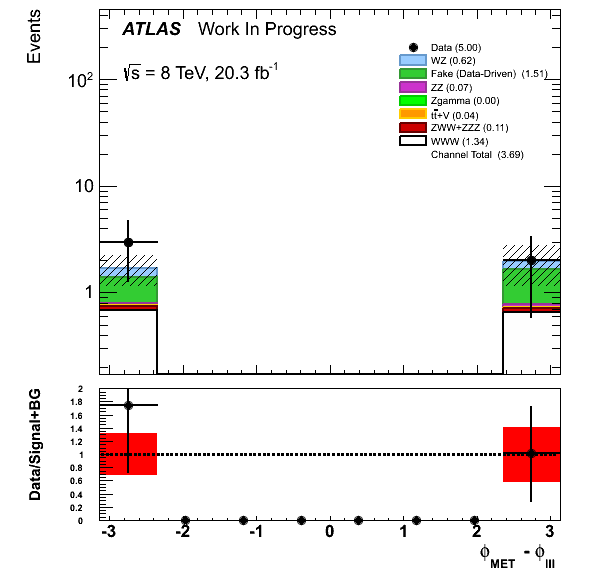 Events
ATLAS Work In Progress
√s = 8 TeV, 20.3 fb⁻¹
Data (5.00)
WZ (0.62)
Fake (Data-Driven) (1.51)
ZZ (0.07)
Zgamma (0.00)
tt̄+V (0.04)
ZWW+ZZZ (0.11)
WWW (1.34)
Channel Total (3.69)
10²
10
1
Data/Signal+BG
2
1.8
1.6
1.4
1.2
1
0.8
0.6
0.4
0.2
0
-3 -2 -1 0 1 2 3
ϕMET - ϕlll